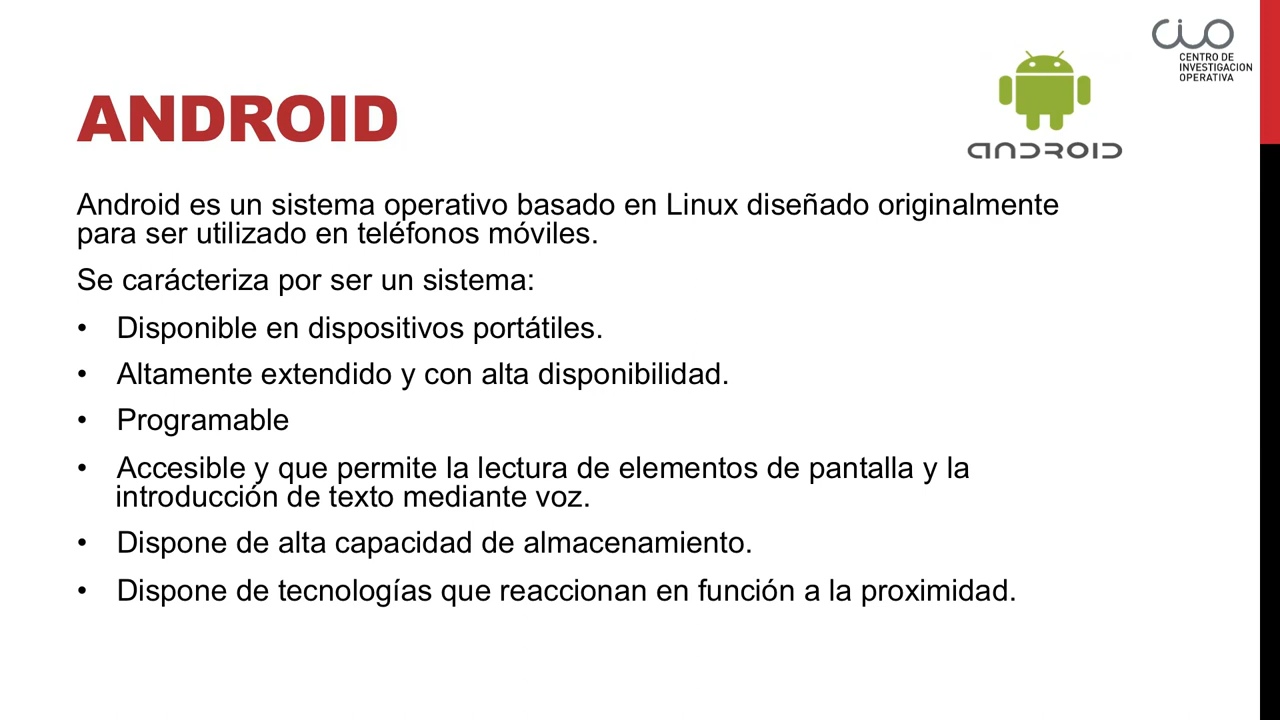 CIO
CENTRO DE
INVESTIGACION
OPERATIVA
ANDROID
ANDROID
Android es un sistema operativo basado en Linux diseñado originalmente
para ser utilizado en teléfonos móviles.
Se carácteriza por ser un sistema:
• Disponible en dispositivos portátiles.
• Altamente extendido y con alta disponibilidad.
• Programable
• Accesible y que permite la lectura de elementos de pantalla y la
introducción de texto mediante voz.
• Dispone de alta capacidad de almacenamiento.
• Dispone de tecnologías que reaccionan en función a la proximidad.